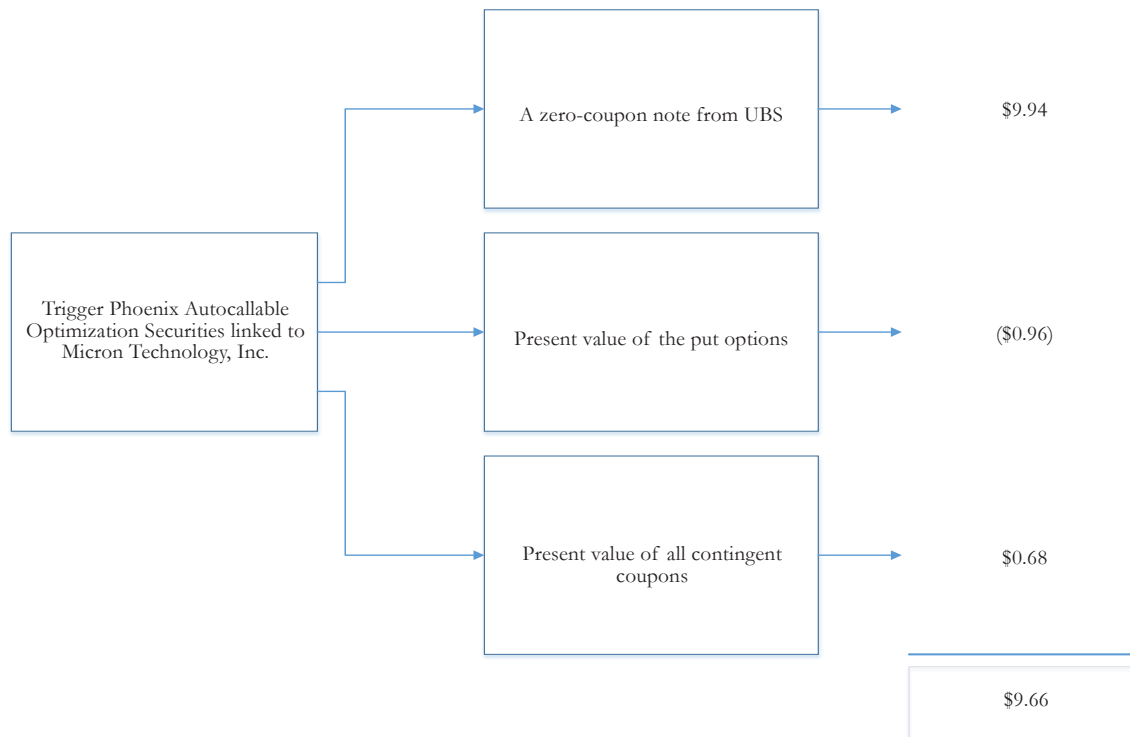 A zero-coupon note from UBS
$9.94
Trigger Phoenix Autocallable
Optimization Securities linked to
Micron Technology, Inc.
Present value of the put options
($0.96)
Present value of all contingent
coupons
$0.68
$9.66